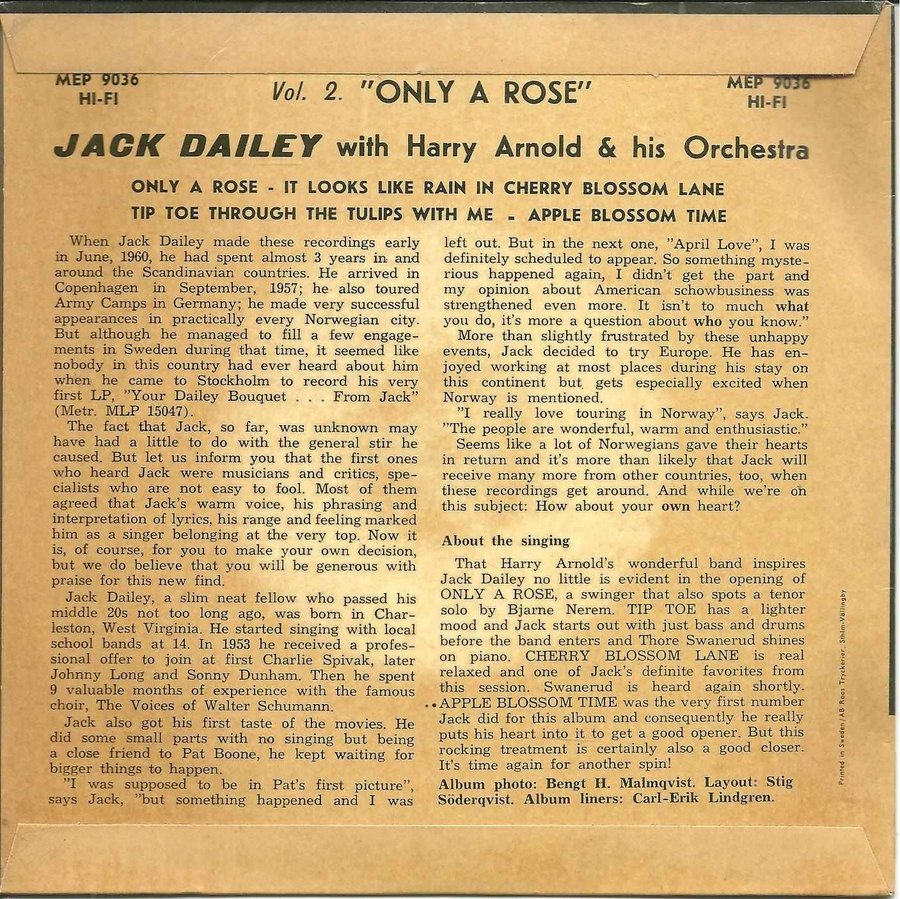 MEP 9036
HI-FI
Vol. 2. "ONLY A ROSE"
MEP 9036
HI-FI
JACK DAILEY with Harry Arnold & his Orchestra
ONLY A ROSE - IT LOOKS LIKE RAIN IN CHERRY BLOSSOM LANE
TIP TOE THROUGH THE TULIPS WITH ME - APPLE BLOSSOM TIME
When Jack Dailey made these recordings early
in June, 1960, he had spent almost 3 years in and
around the Scandinavian countries. He arrived in
Copenhagen in September, 1957; he also toured
Army Camps in Germany; he made very successful
appearances in practically every Norwegian city.
But although he managed to fill a few engage-
ments in Sweden during that time, it seemed like
nobody in this country had ever heard about him
when he came to Stockholm to record his very
first LP, "Your Dailey Bouquet . . . From Jack"
(Metr. MLP 15047).
The fact that Jack, so far, was unknown may
have had a little to do with the general stir he
caused. But let us inform you that the first ones
who heard Jack were musicians and critics, spe-
cialists who are not easy to fool. Most of them
agreed that Jack's warm voice, his phrasing and
interpretation of lyrics, his range and feeling marked
him as a singer belonging at the very top. Now it
is, of course, for you to make your own decision,
but we do believe that you will be generous with
praise for this new find.
Jack Dailey, a slim neat fellow who passed his
middle 20s not too long ago, was born in Char-
leston, West Virginia. He started singing with local
school bands at 14. In 1953 he received a profes-
sional offer to join at first Charlie Spivak, later
Johnny Long and Sonny Dunham. Then he spent
9 valuable months of experience with the famous
choir, The Voices of Walter Schumann.
Jack also got his first taste of the movies. He
did some small parts with no singing but being
a close friend to Pat Boone, he kept waiting for
bigger things to happen.
"I was supposed to be in Pat's first picture",
says Jack, "but something happened and I was
left out. But in the next one, "April Love", I was
definitely scheduled to appear. So something myste-
rious happened again, I didn't get the part and
my opinion about American schowbusiness was
strengthened even more. It isn't to much what
you do, it's more a question about who you know."
More than slightly frustrated by these unhappy
events, Jack decided to try Europe. He has en-
joyed working at most places during his stay on
this continent but gets especially excited when
Norway is mentioned.
"I really love touring in Norway", says Jack.
"The people are wonderful, warm and enthusiastic."
Seems like a lot of Norwegians gave their hearts
in return and it's more than likely that Jack will
receive many more from other countries, too, when
these recordings get around. And while we're on
this subject: How about your own heart?
About the singing
That Harry Arnold's wonderful band inspires
Jack Dailey no little is evident in the opening of
ONLY A ROSE, a swinger that also spots a tenor
solo by Bjarne Nerem. TIP TOE has a lighter
mood and Jack starts out with just bass and drums
before the band enters and Thore Swanerud shines
on piano. CHERRY BLOSSOM LANE is real
relaxed and one of Jack's definite favorites from
this session. Swanerud is heard again shortly.
APPLE BLOSSOM TIME was the very first number
Jack did for this album and consequently he really
puts his heart into it to get a good opener. But this
rocking treatment is certainly also a good closer.
It's time again for another spin!
Album photo: Bengt H. Malmqvist. Layout: Stig
Söderqvist. Album liners: Carl-Erik Lindgren.
Printed in Sweden/AB Roos Tryckerier, Sthlm-Vällingby